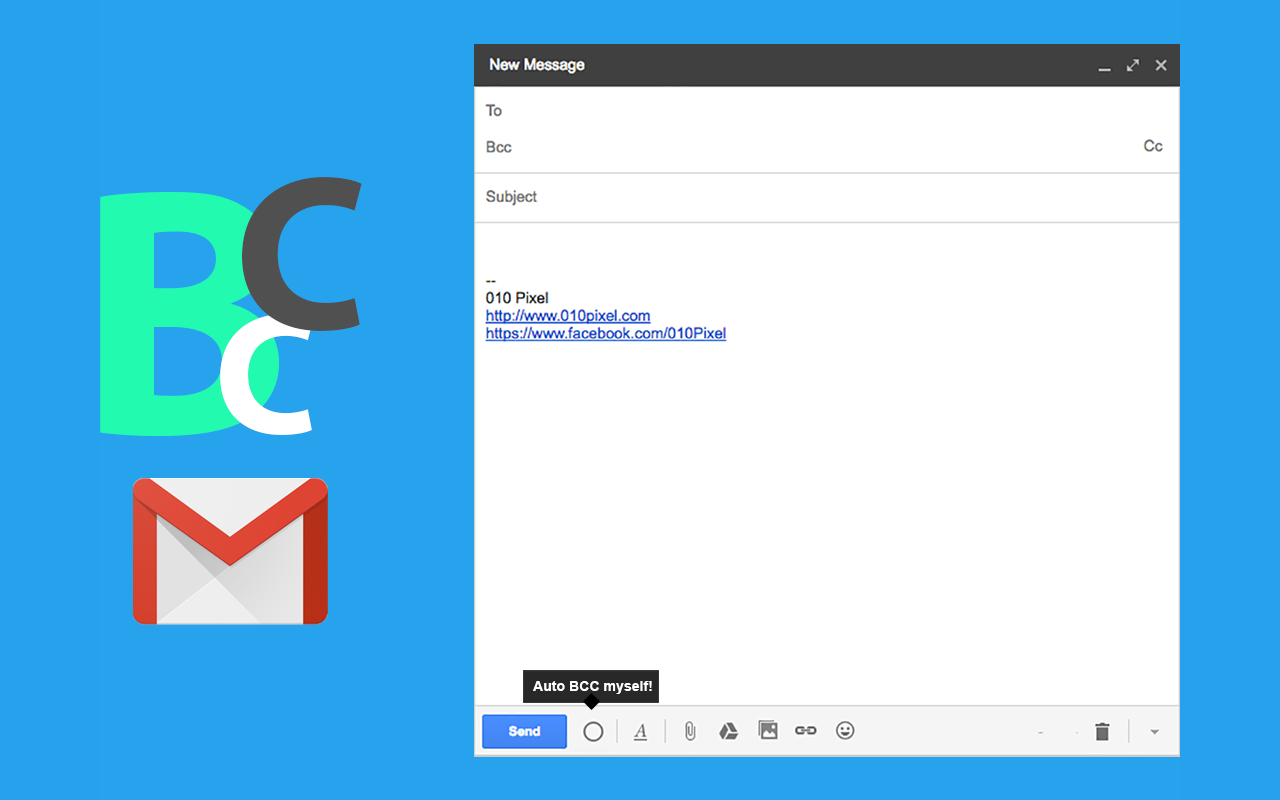 BCC
New Message
To
Bcc
Cc
Subject
--
010 Pixel
http://www.010pixel.com
https://www.facebook.com/010Pixel
Auto BCC myself!
Send
A